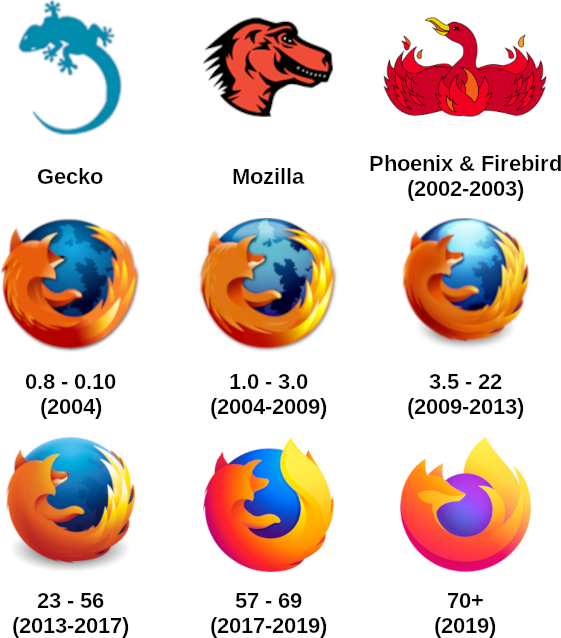 Gecko
Mozilla
Phoenix & Firebird
(2002-2003)
0.8 - 0.10
(2004)
1.0 - 3.0
(2004-2009)
3.5 - 22
(2009-2013)
23 - 56
(2013-2017)
57 - 69
(2017-2019)
70+
(2019)